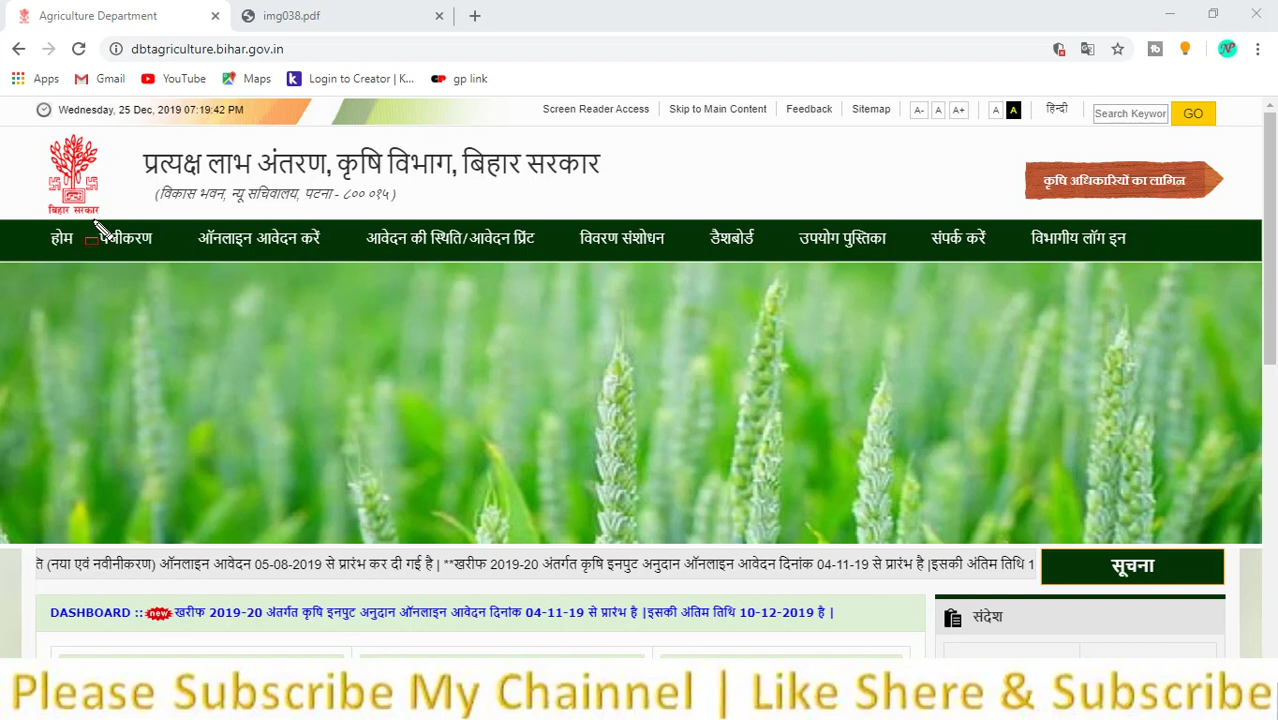 Agriculture Department
img038.pdf
dbtagriculture.bihar.gov.in
Apps Gmail YouTube Maps Login to Creator | K... gp link
Wednesday, 25 Dec, 2019 07:19:42 PM
Screen Reader Access Skip to Main Content Feedback Sitemap A- A A+ A A हिन्दी Search Keywor GO
प्रत्यक्ष लाभ अंतरण, कृषि विभाग, बिहार सरकार
(विकास भवन, न्यू सचिवालय, पटना - ८०० ०१५)
बिहार सरकार
कृषि अधिकारियों का लागिन
होम पंजीकरण ऑनलाइन आवेदन करें आवेदन की स्थिति/आवेदन प्रिंट विवरण संशोधन डैशबोर्ड उपयोग पुस्तिका संपर्क करें विभागीय लॉग इन
ति (नया एवं नवीनीकरण) ऑनलाइन आवेदन 05-08-2019 से प्रारंभ कर दी गई है | **खरीफ 2019-20 अंतर्गत कृषि इनपुट अनुदान ऑनलाइन आवेदन दिनांक 04-11-19 से प्रारंभ है |इसकी अंतिम तिथि 1
सूचना
DASHBOARD :: new खरीफ 2019-20 अंतर्गत कृषि इनपुट अनुदान ऑनलाइन आवेदन दिनांक 04-11-19 से प्रारंभ है |इसकी अंतिम तिथि 10-12-2019 है |
संदेश
Please Subscribe My Chainnel | Like Shere & Subscribe